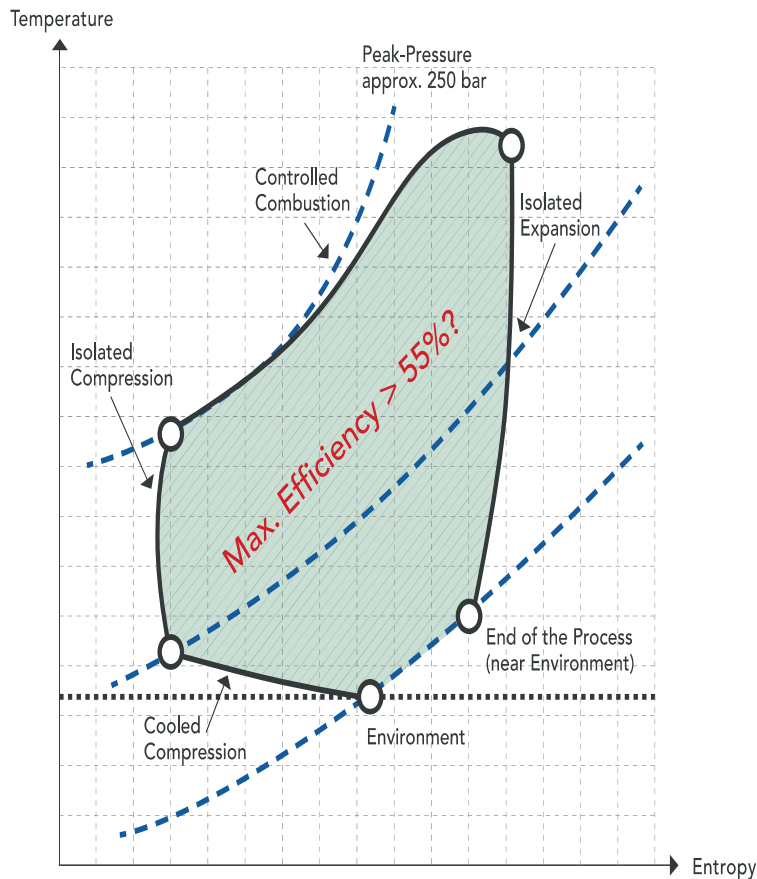 Temperature
Peak-Pressure
approx. 250 bar
Controlled
Combustion
Isolated
Expansion
Isolated
Compression
Max. Efficiency > 55%?
End of the Process
(near Environment)
Cooled
Compression
Environment
Entropy